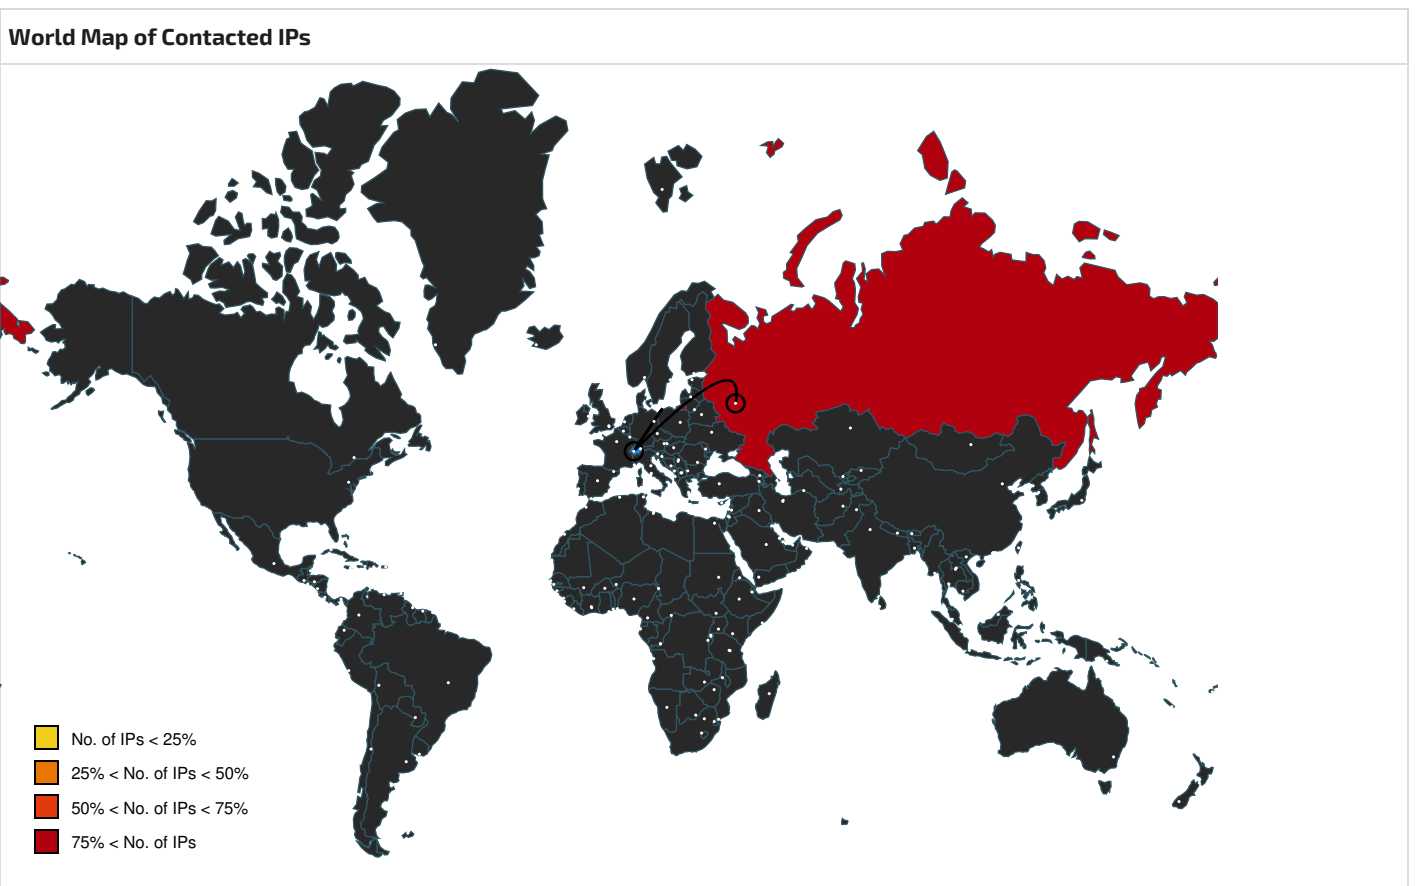 World Map of Contacted IPs
No. of IPs < 25%
25% < No. of IPs < 50%
50% < No. of IPs < 75%
75% < No. of IPs